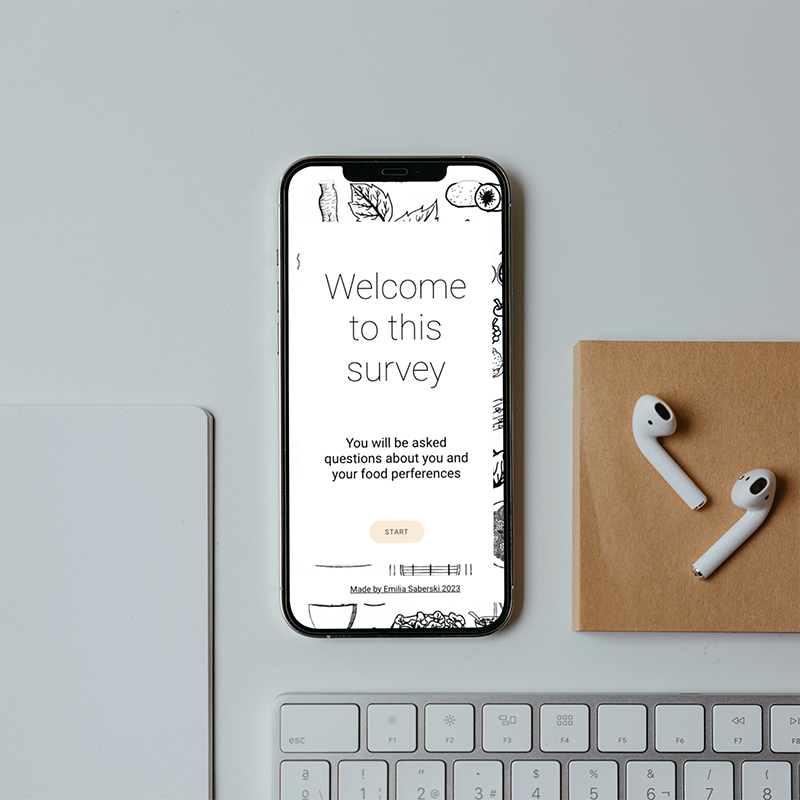 Welcome
to this
survey
You will be asked
questions about you and
your food perferences
START
Made by Emilia Saberski 2023
esc
F1
F2
F3
F4
F5
F6
F7
F8
a ! " · $ % & / (
1 2 @ 3 # 4 5 6 ¬ 7 8